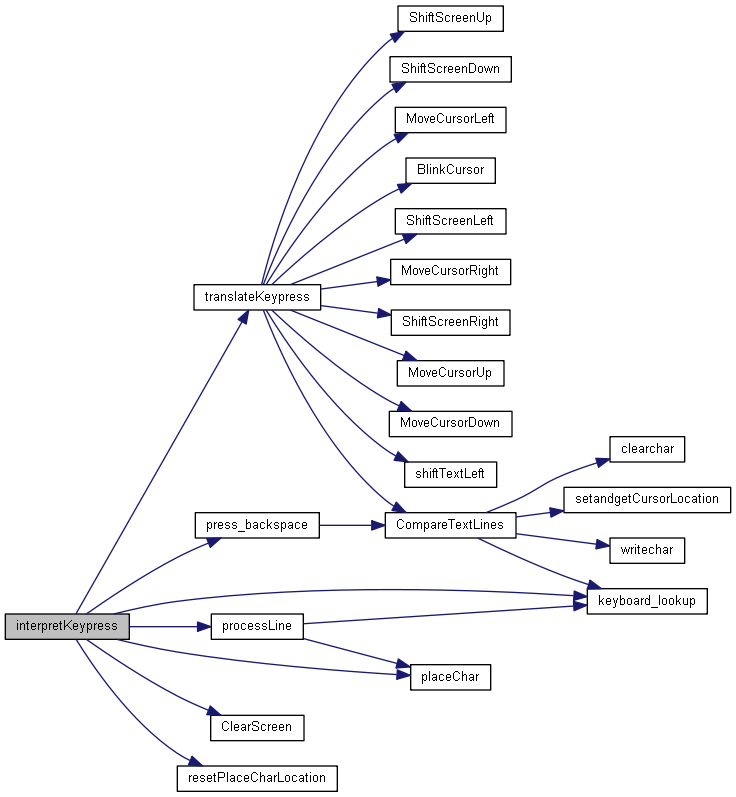 ShiftScreenUp
ShiftScreenDown
MoveCursorLeft
BlinkCursor
ShiftScreenLeft
MoveCursorRight
translateKeypress
ShiftScreenRight
MoveCursorUp
MoveCursorDown
clearchar
shiftTextLeft
setandgetCursorLocation
press_backspace
CompareTextLines
writechar
keyboard_lookup
interpretKeypress
processLine
placeChar
ClearScreen
resetPlaceCharLocation